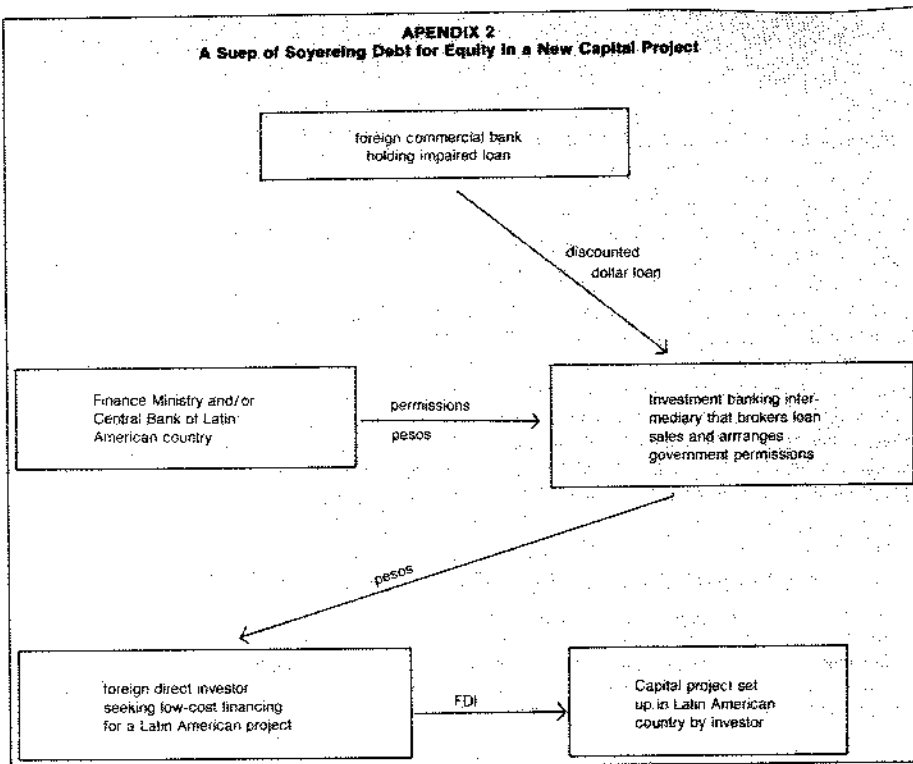 APENDIX 2
A Suep of Soyereing Debt for Equity in a New Capital Project
foreign commercial bank
holding impaired loan
discounted
dollar loan
Finance Ministry and/or
Central Bank of Latin
American country
permissions
pesos
Investment banking inter-
mediary that brokers loan
sales and arrranges
government permissions
pesos
foreign direct investor
seeking low-cost financing
for a Latin American project
FDI
Capital project set
up in Latin American
country by investor